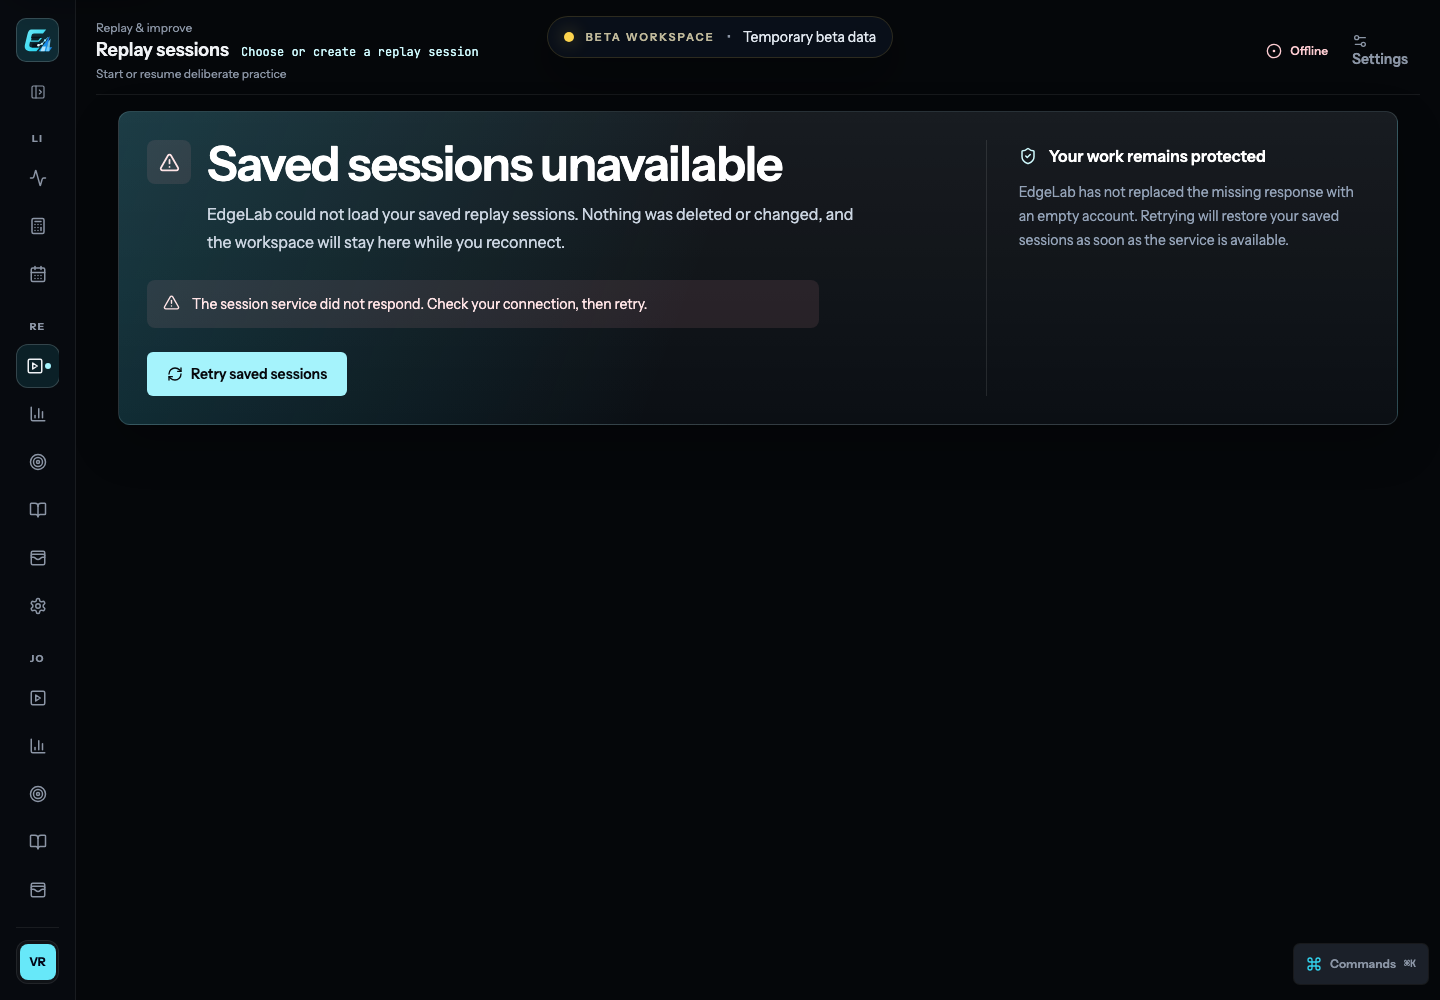 Replay & improve
Replay sessions Choose or create a replay session
Start or resume deliberate practice
BETA WORKSPACE · Temporary beta data
Offline
Settings
LI
RE
JO
VR
Saved sessions unavailable
EdgeLab could not load your saved replay sessions. Nothing was deleted or changed, and
the workspace will stay here while you reconnect.
The session service did not respond. Check your connection, then retry.
Retry saved sessions
Your work remains protected
EdgeLab has not replaced the missing response with
an empty account. Retrying will restore your saved
sessions as soon as the service is available.
Commands ⌘K